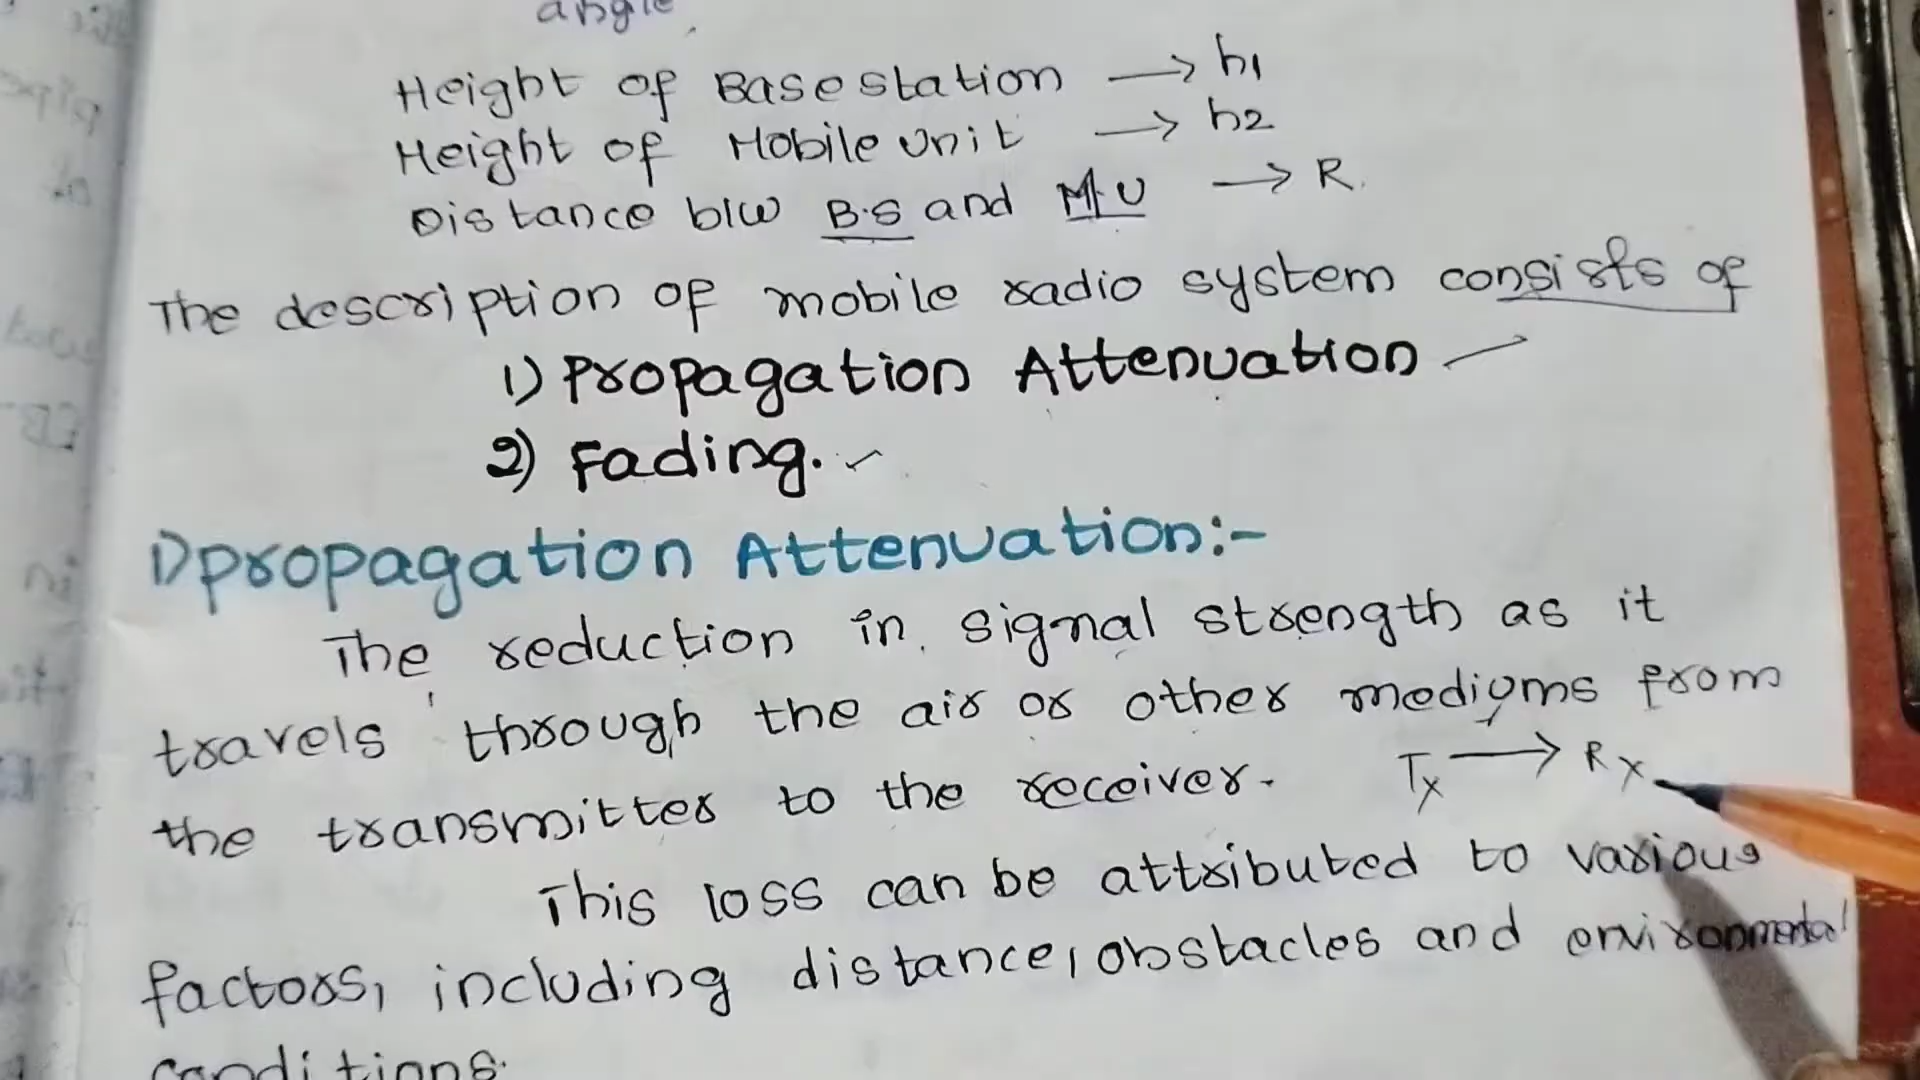 angle
Height of Base station → h1
Height of Mobile unit → h2
Distance b/w B.S and M.U → R.
The description of mobile radio system consists of
1) Propagation Attenuation
2) Fading.
1) Propagation Attenuation:-
The reduction in signal strength as it
travels through the air or other mediums from
the transmitter to the receiver. Tx → Rx
This loss can be attributed to various
factors, including distance, obstacles and environmental
conditions.